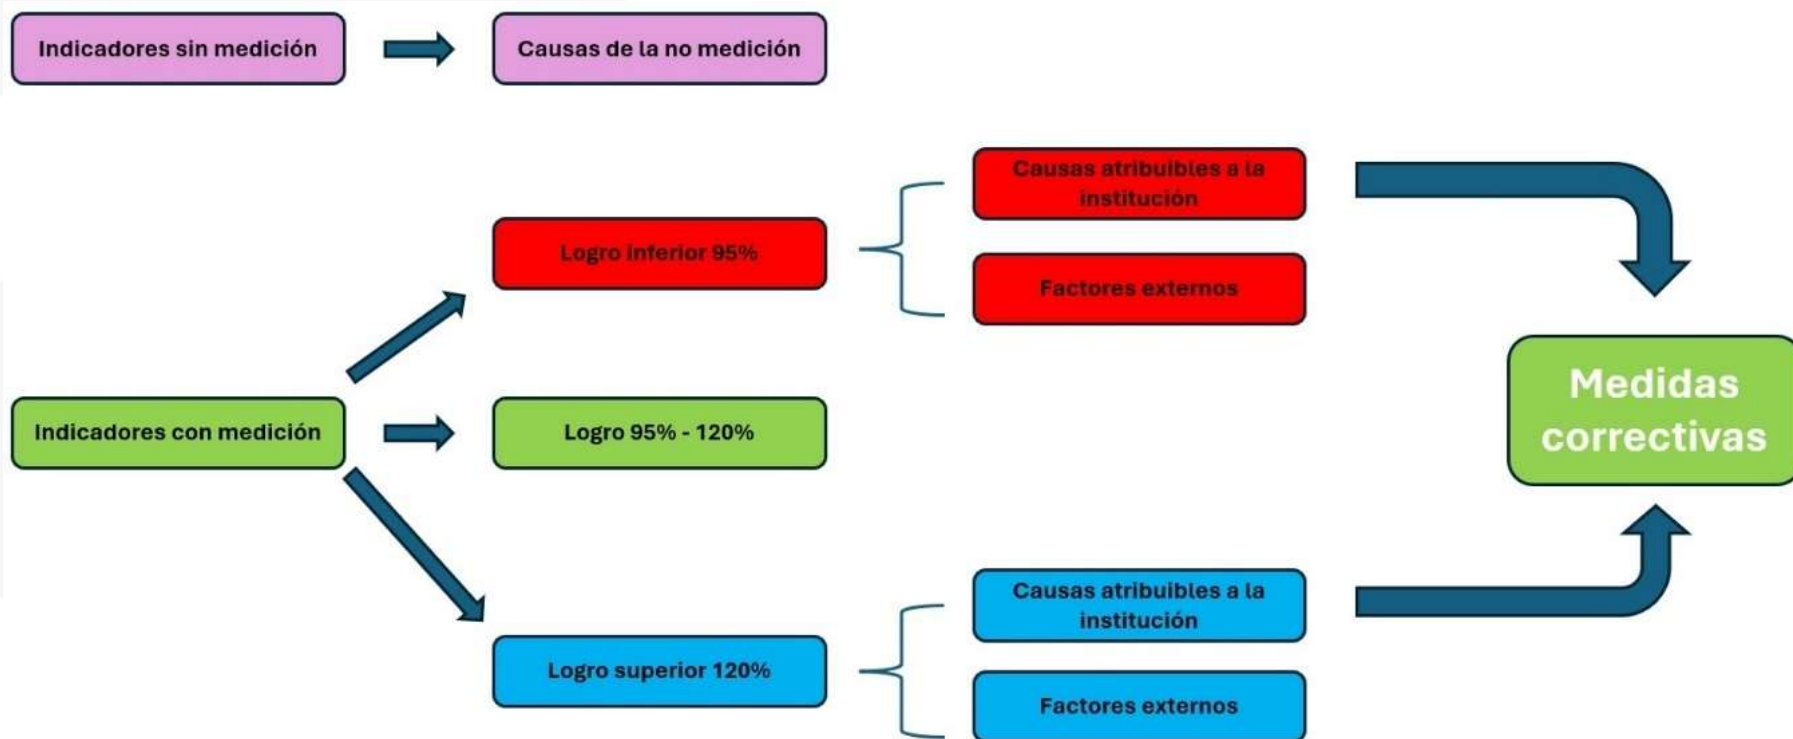 Indicadores sin medición
Causas de la no medición
Causas atribuibles a la
institución
Logro inferior 95%
Factores externos
Medidas
correctivas
Indicadores con medición
Logro 95% - 120%
Causas atribuibles a la
institución
Logro superior 120%
Factores externos